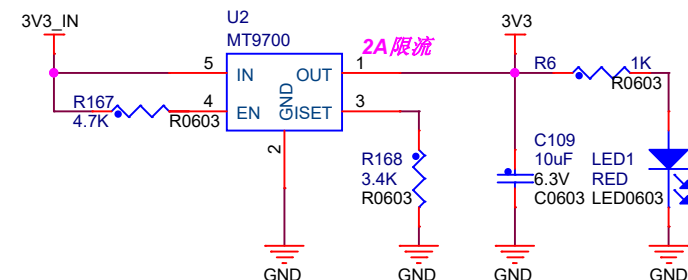 3V3_IN
U2
MT9700
2A限流
3V3
5
IN
OUT
1
R6
1K
R0603
R167
4.7K
4
R0603
EN
GND
ISET
3
2
R168
3.4K
R0603
C109
10uF
6.3V
C0603
LED1
RED
LED0603
GND
GND
GND
GND